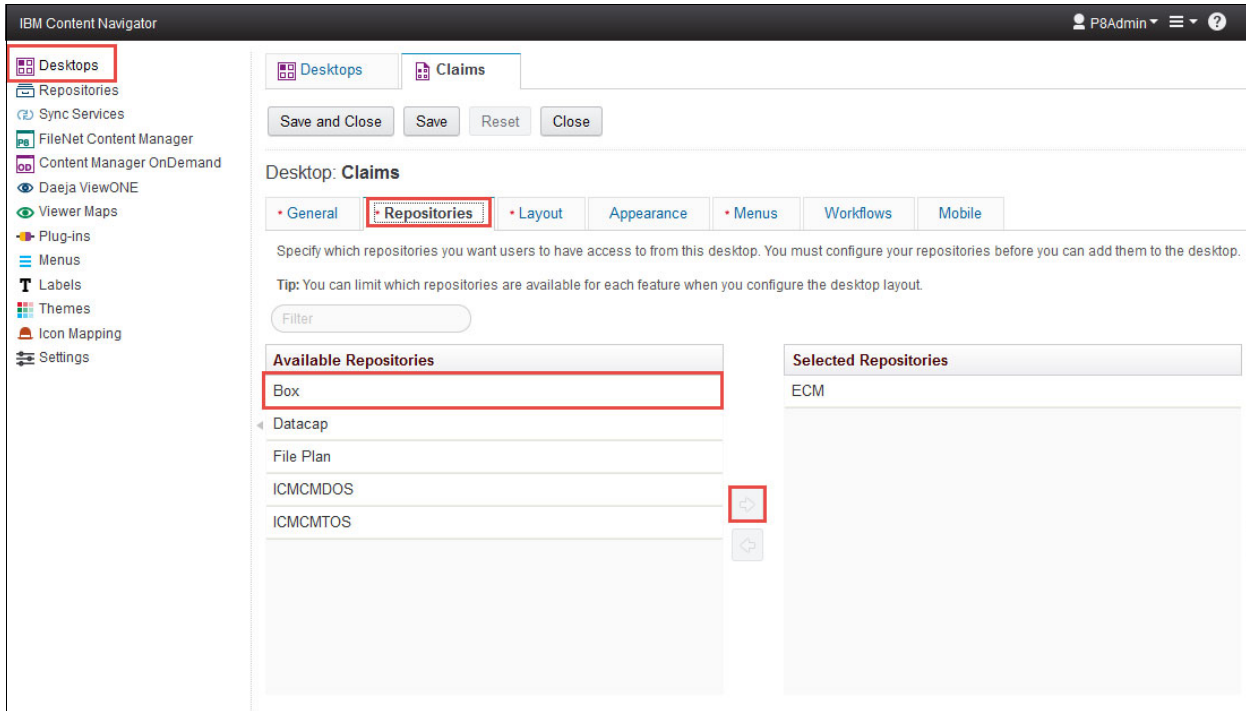 IBM Content Navigator
P8Admin
?
Desktops
Repositories
Sync Services
P8 FileNet Content Manager
OD Content Manager OnDemand
Daeja ViewONE
Viewer Maps
Plug-ins
Menus
T Labels
Themes
Icon Mapping
Settings
Desktops
Claims
Save and Close
Save
Reset
Close
Desktop: Claims
* General
* Repositories
* Layout
Appearance
* Menus
Workflows
Mobile
Specify which repositories you want users to have access to from this desktop. You must configure your repositories before you can add them to the desktop.
Tip: You can limit which repositories are available for each feature when you configure the desktop layout.
Filter
Available Repositories
Box
Datacap
File Plan
ICMCMDOS
ICMCMTOS
Selected Repositories
ECM